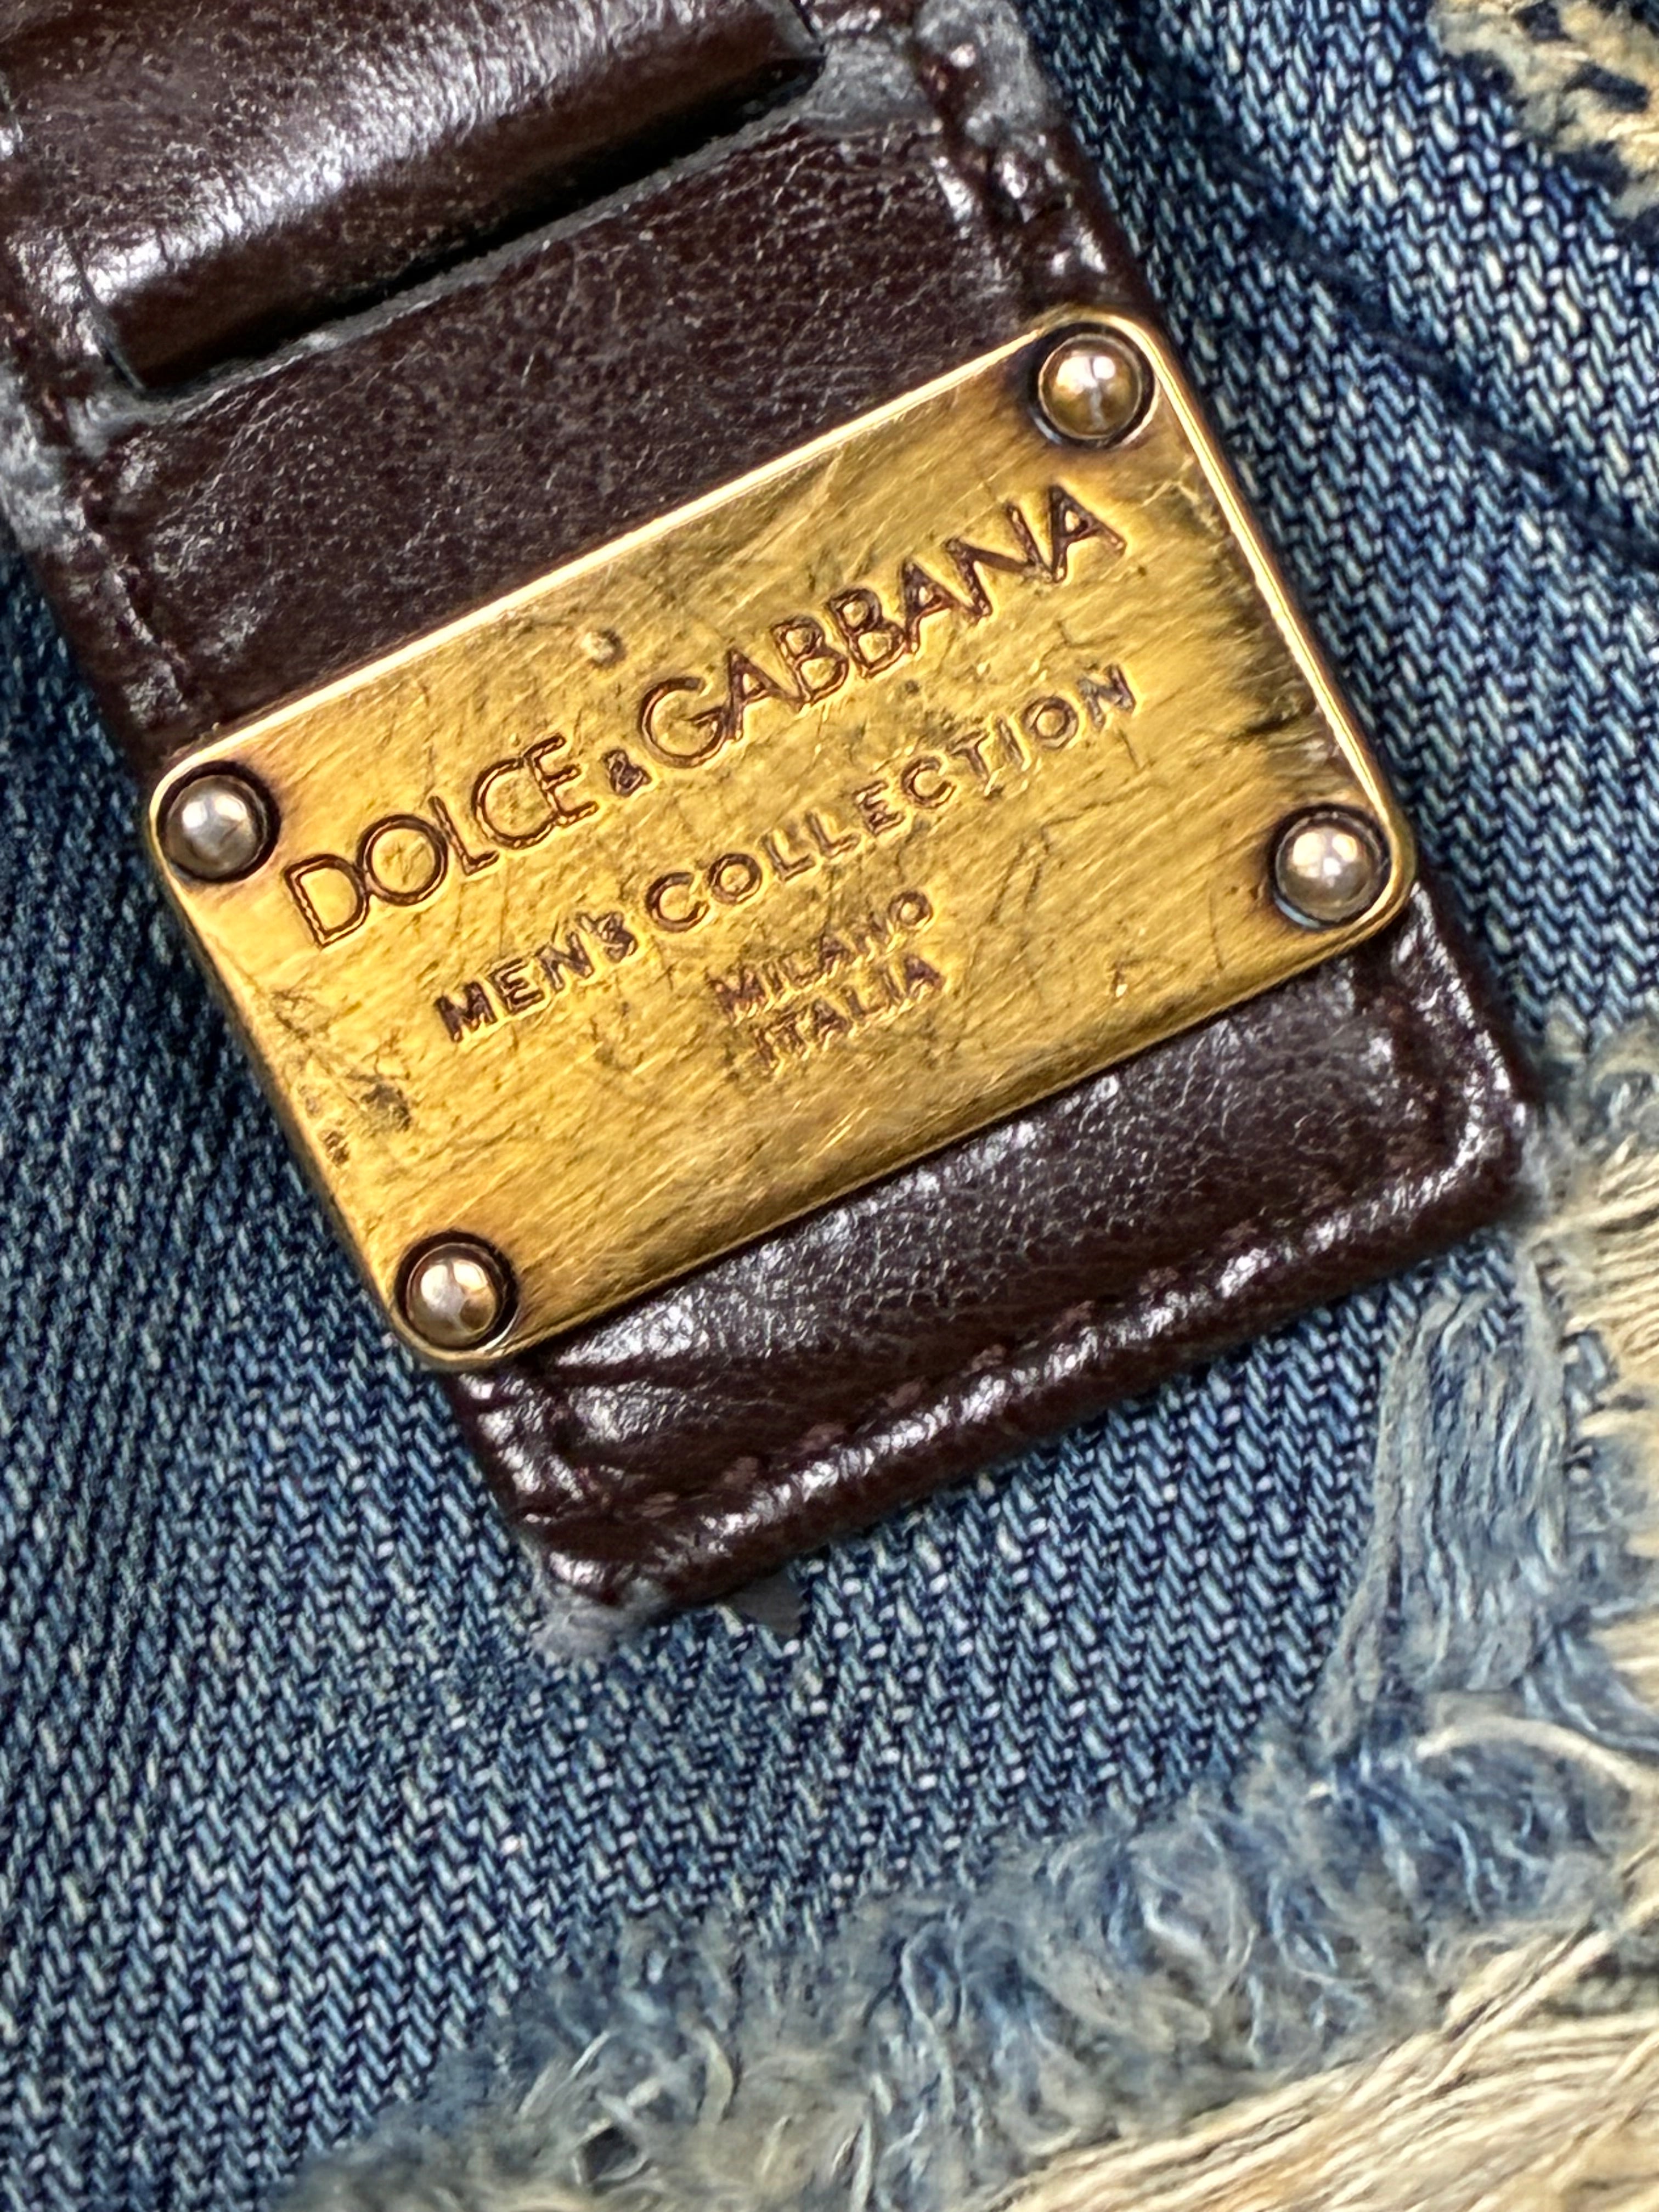 DOLCE & GABBANA
MEN'S COLLECTION
MILANO
ITALIA